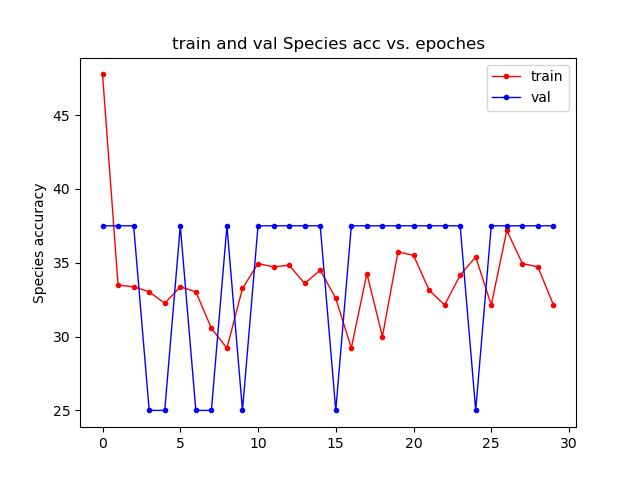 train and val Species acc vs. epoches
train
val
Species accuracy
45
40
35
30
25
0 5 10 15 20 25 30